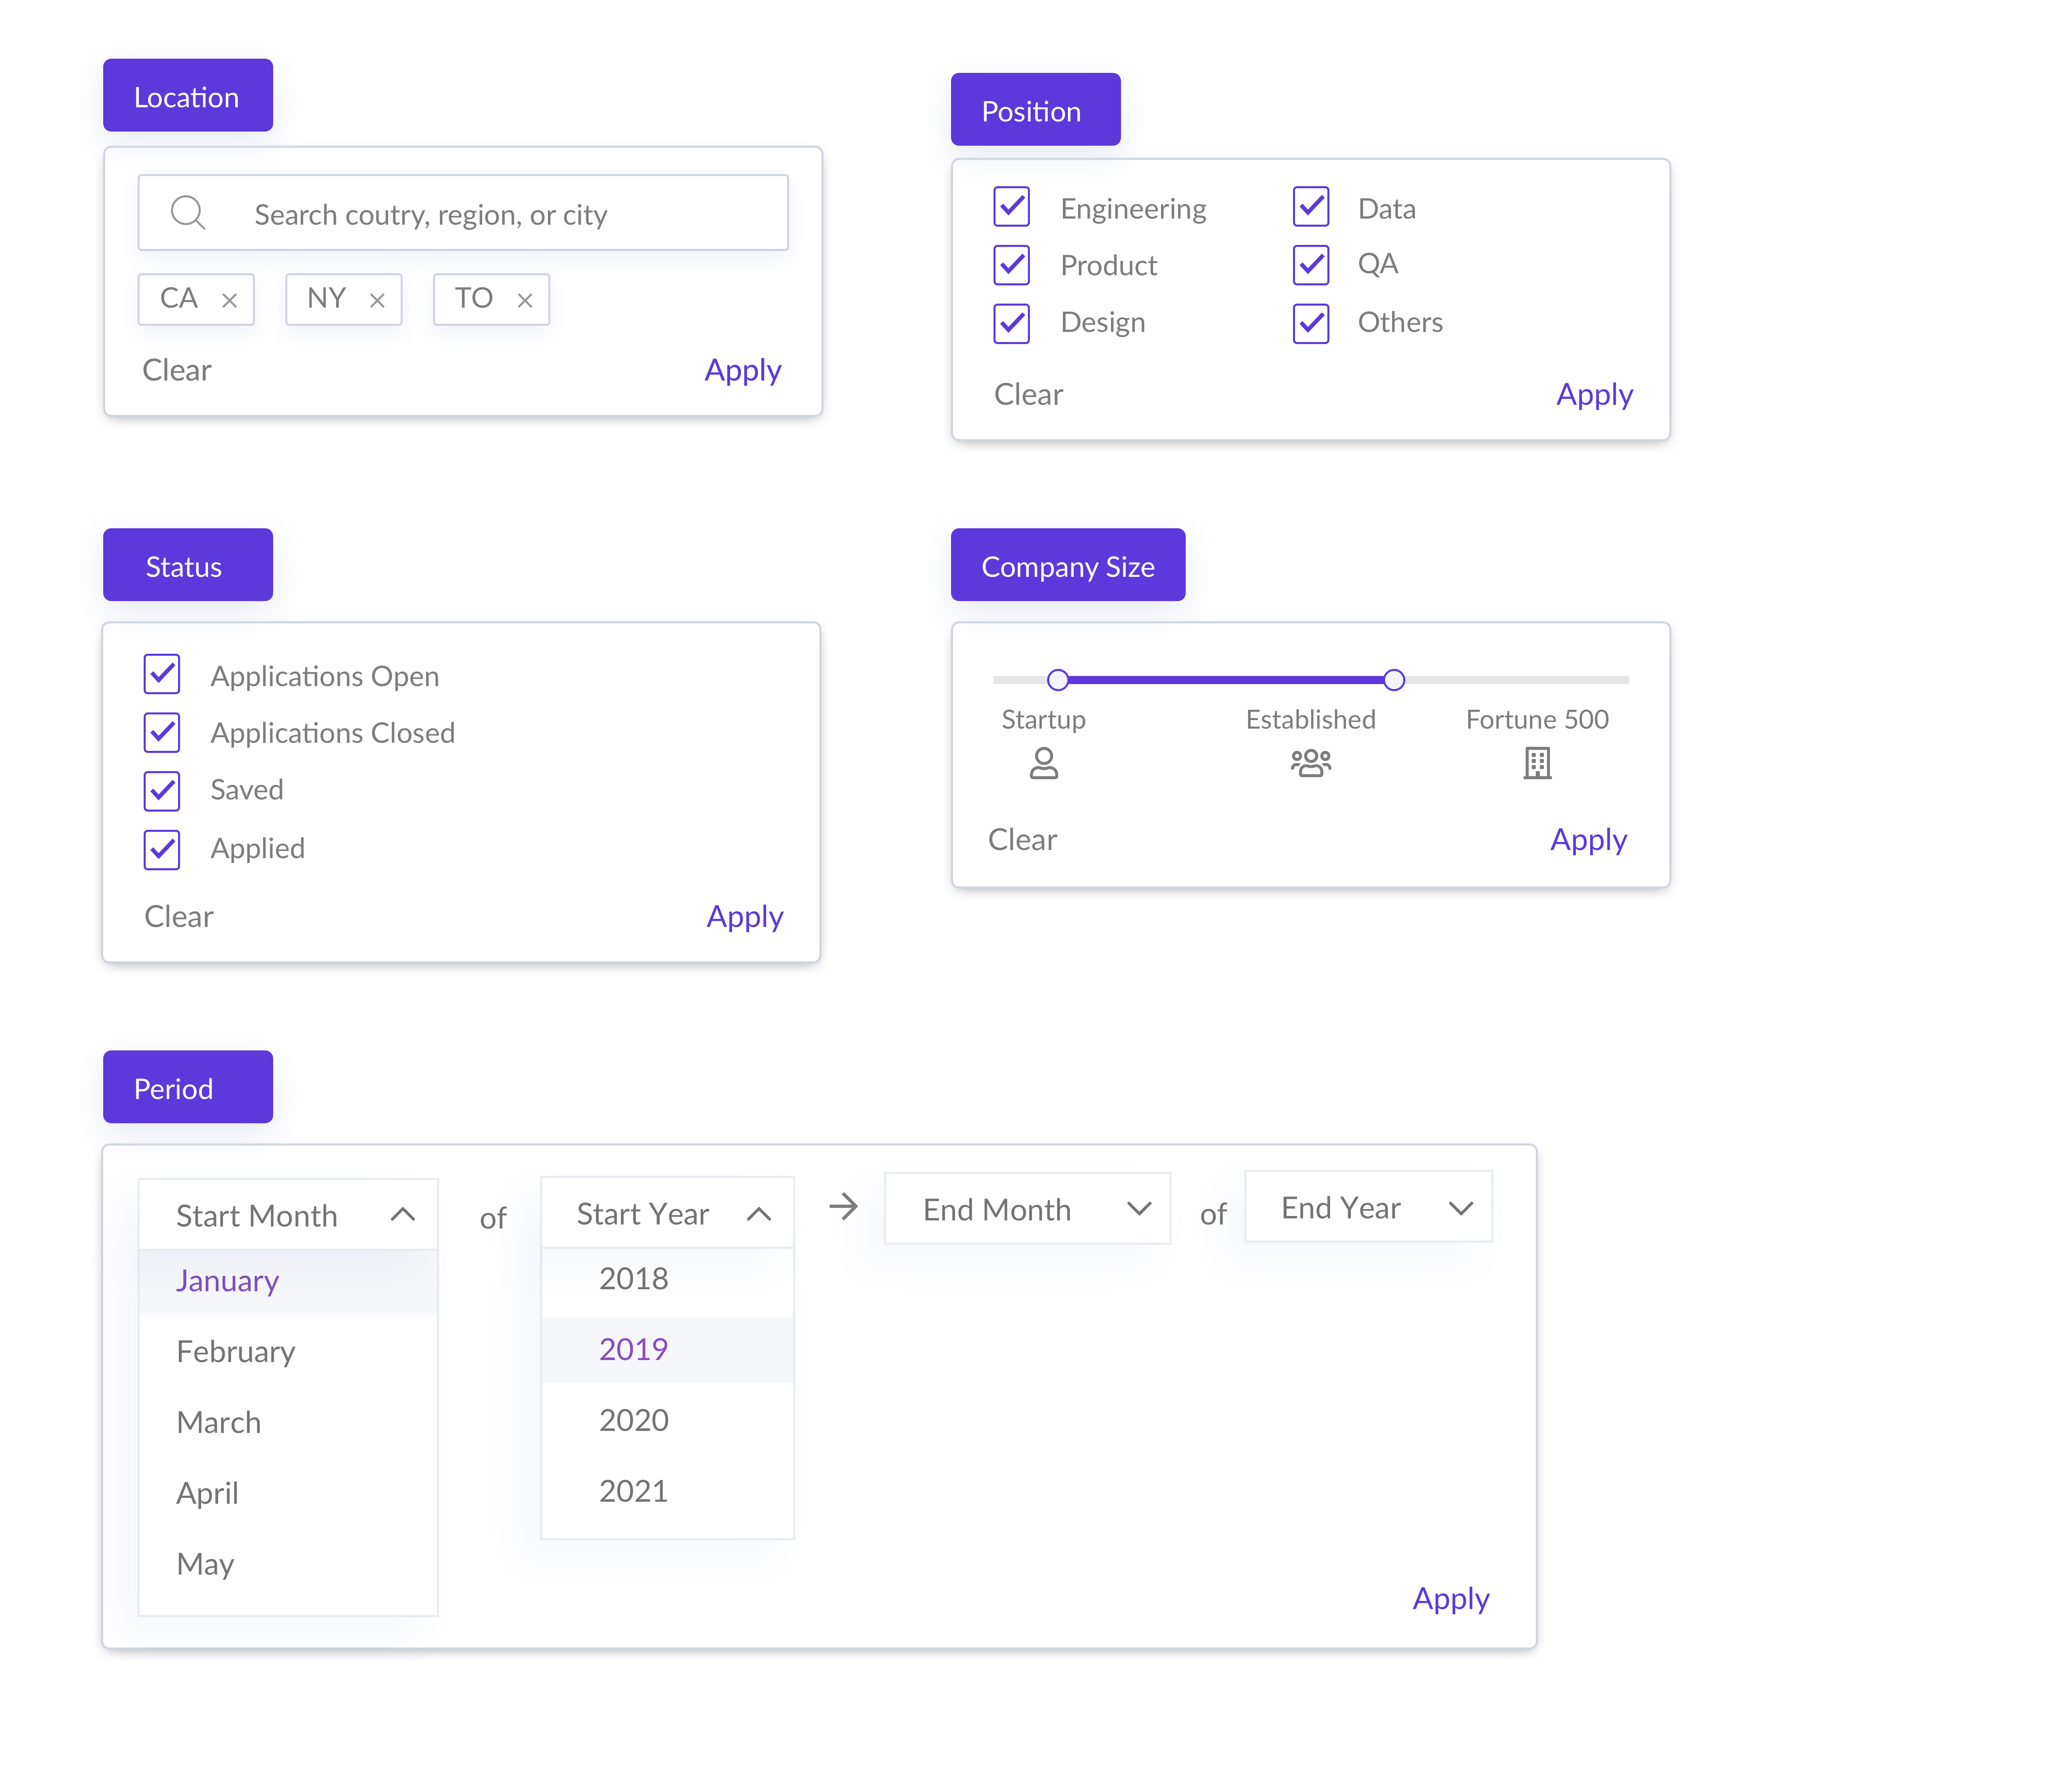 Location
Search coutry, region, or city
CA × NY × TO ×
Clear Apply
Position
Engineering Data
Product QA
Design Others
Clear Apply
Status
Applications Open
Applications Closed
Saved
Applied
Clear Apply
Company Size
Startup Established Fortune 500
Clear Apply
Period
Start Month of Start Year → End Month of End Year
January
February
March
April
May
2018
2019
2020
2021
Apply